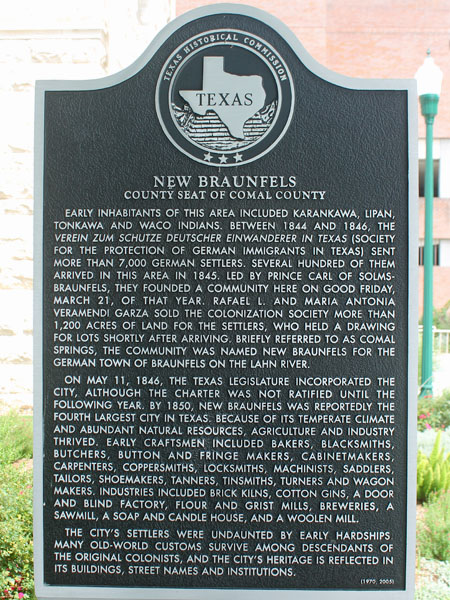 TEXAS HISTORICAL COMMISSION
TEXAS
NEW BRAUNFELS
COUNTY SEAT OF COMAL COUNTY
EARLY INHABITANTS OF THIS AREA INCLUDED KARANKAWA, LIPAN,
TONKAWA AND WACO INDIANS. BETWEEN 1844 AND 1846, THE
VEREIN ZUM SCHUTZE DEUTSCHER EINWANDERER IN TEXAS (SOCIETY
FOR THE PROTECTION OF GERMAN IMMIGRANTS IN TEXAS) SENT
MORE THAN 7,000 GERMAN SETTLERS. SEVERAL HUNDRED OF THEM
ARRIVED IN THIS AREA IN 1845. LED BY PRINCE CARL OF SOLMS-
BRAUNFELS, THEY FOUNDED A COMMUNITY HERE ON GOOD FRIDAY,
MARCH 21, OF THAT YEAR. RAFAEL L. AND MARIA ANTONIA
VERAMENDI GARZA SOLD THE COLONIZATION SOCIETY MORE THAN
1,200 ACRES OF LAND FOR THE SETTLERS, WHO HELD A DRAWING
FOR LOTS SHORTLY AFTER ARRIVING. BRIEFLY REFERRED TO AS COMAL
SPRINGS, THE COMMUNITY WAS NAMED NEW BRAUNFELS FOR THE
GERMAN TOWN OF BRAUNFELS ON THE LAHN RIVER.
ON MAY 11, 1846, THE TEXAS LEGISLATURE INCORPORATED THE
CITY, ALTHOUGH THE CHARTER WAS NOT RATIFIED UNTIL THE
FOLLOWING YEAR. BY 1850, NEW BRAUNFELS WAS REPORTEDLY THE
FOURTH LARGEST CITY IN TEXAS. BECAUSE OF ITS TEMPERATE CLIMATE
AND ABUNDANT NATURAL RESOURCES, AGRICULTURE AND INDUSTRY
THRIVED. EARLY CRAFTSMEN INCLUDED BAKERS, BLACKSMITHS,
BUTCHERS, BUTTON AND FRINGE MAKERS, CABINETMAKERS,
CARPENTERS, COPPERSMITHS, LOCKSMITHS, MACHINISTS, SADDLERS,
TAILORS, SHOEMAKERS, TANNERS, TINSMITHS, TURNERS AND WAGON
MAKERS. INDUSTRIES INCLUDED BRICK KILNS, COTTON GINS, A DOOR
AND BLIND FACTORY, FLOUR AND GRIST MILLS, BREWERIES, A
SAWMILL, A SOAP AND CANDLE HOUSE, AND A WOOLEN MILL.
THE CITY'S SETTLERS WERE UNDAUNTED BY EARLY HARDSHIPS.
MANY OLD-WORLD CUSTOMS SURVIVE AMONG DESCENDANTS OF
THE ORIGINAL COLONISTS, AND THE CITY'S HERITAGE IS REFLECTED IN
ITS BUILDINGS, STREET NAMES AND INSTITUTIONS.
(1970, 2005)